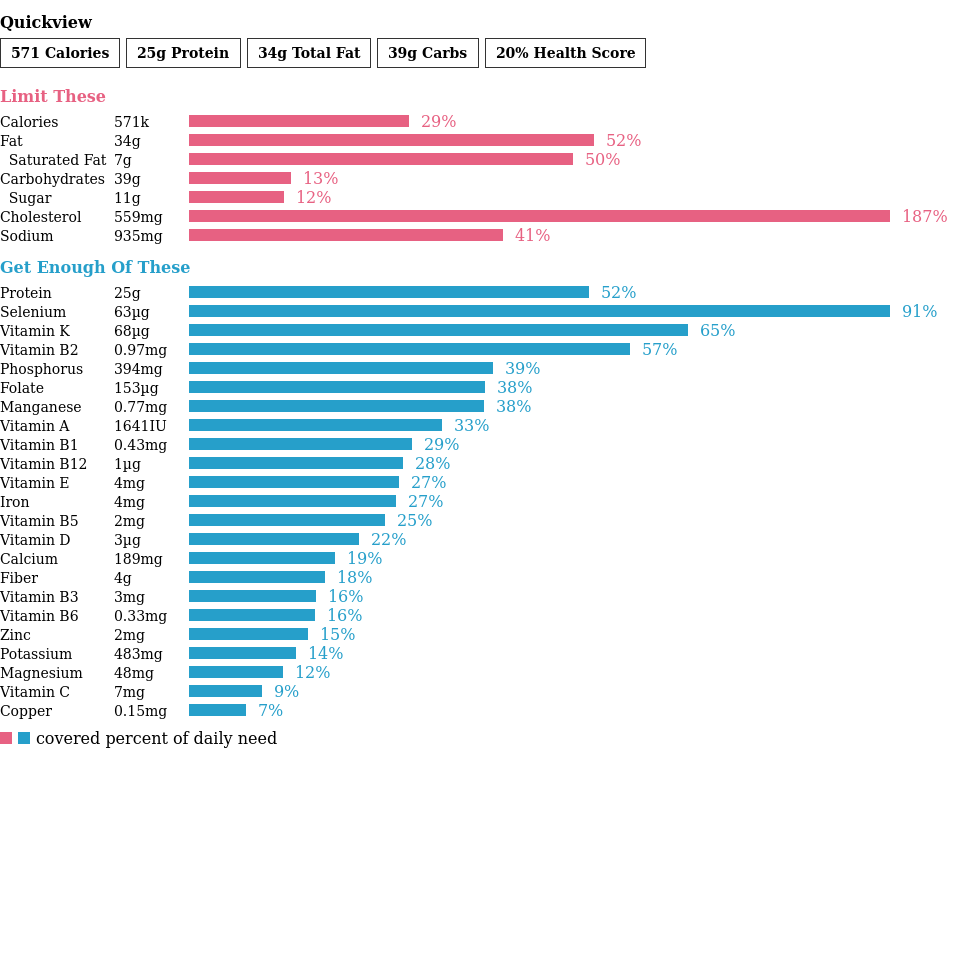 Quickview
571 Calories 25g Protein 34g Total Fat 39g Carbs 20% Health Score
Limit These
Calories 571k 29%
Fat 34g 52%
Saturated Fat 7g 50%
Carbohydrates 39g 13%
Sugar 11g 12%
Cholesterol 559mg 187%
Sodium 935mg 41%
Get Enough Of These
Protein 25g 52%
Selenium 63µg 91%
Vitamin K 68µg 65%
Vitamin B2 0.97mg 57%
Phosphorus 394mg 39%
Folate 153µg 38%
Manganese 0.77mg 38%
Vitamin A 1641IU 33%
Vitamin B1 0.43mg 29%
Vitamin B12 1µg 28%
Vitamin E 4mg 27%
Iron 4mg 27%
Vitamin B5 2mg 25%
Vitamin D 3µg 22%
Calcium 189mg 19%
Fiber 4g 18%
Vitamin B3 3mg 16%
Vitamin B6 0.33mg 16%
Zinc 2mg 15%
Potassium 483mg 14%
Magnesium 48mg 12%
Vitamin C 7mg 9%
Copper 0.15mg 7%
covered percent of daily need